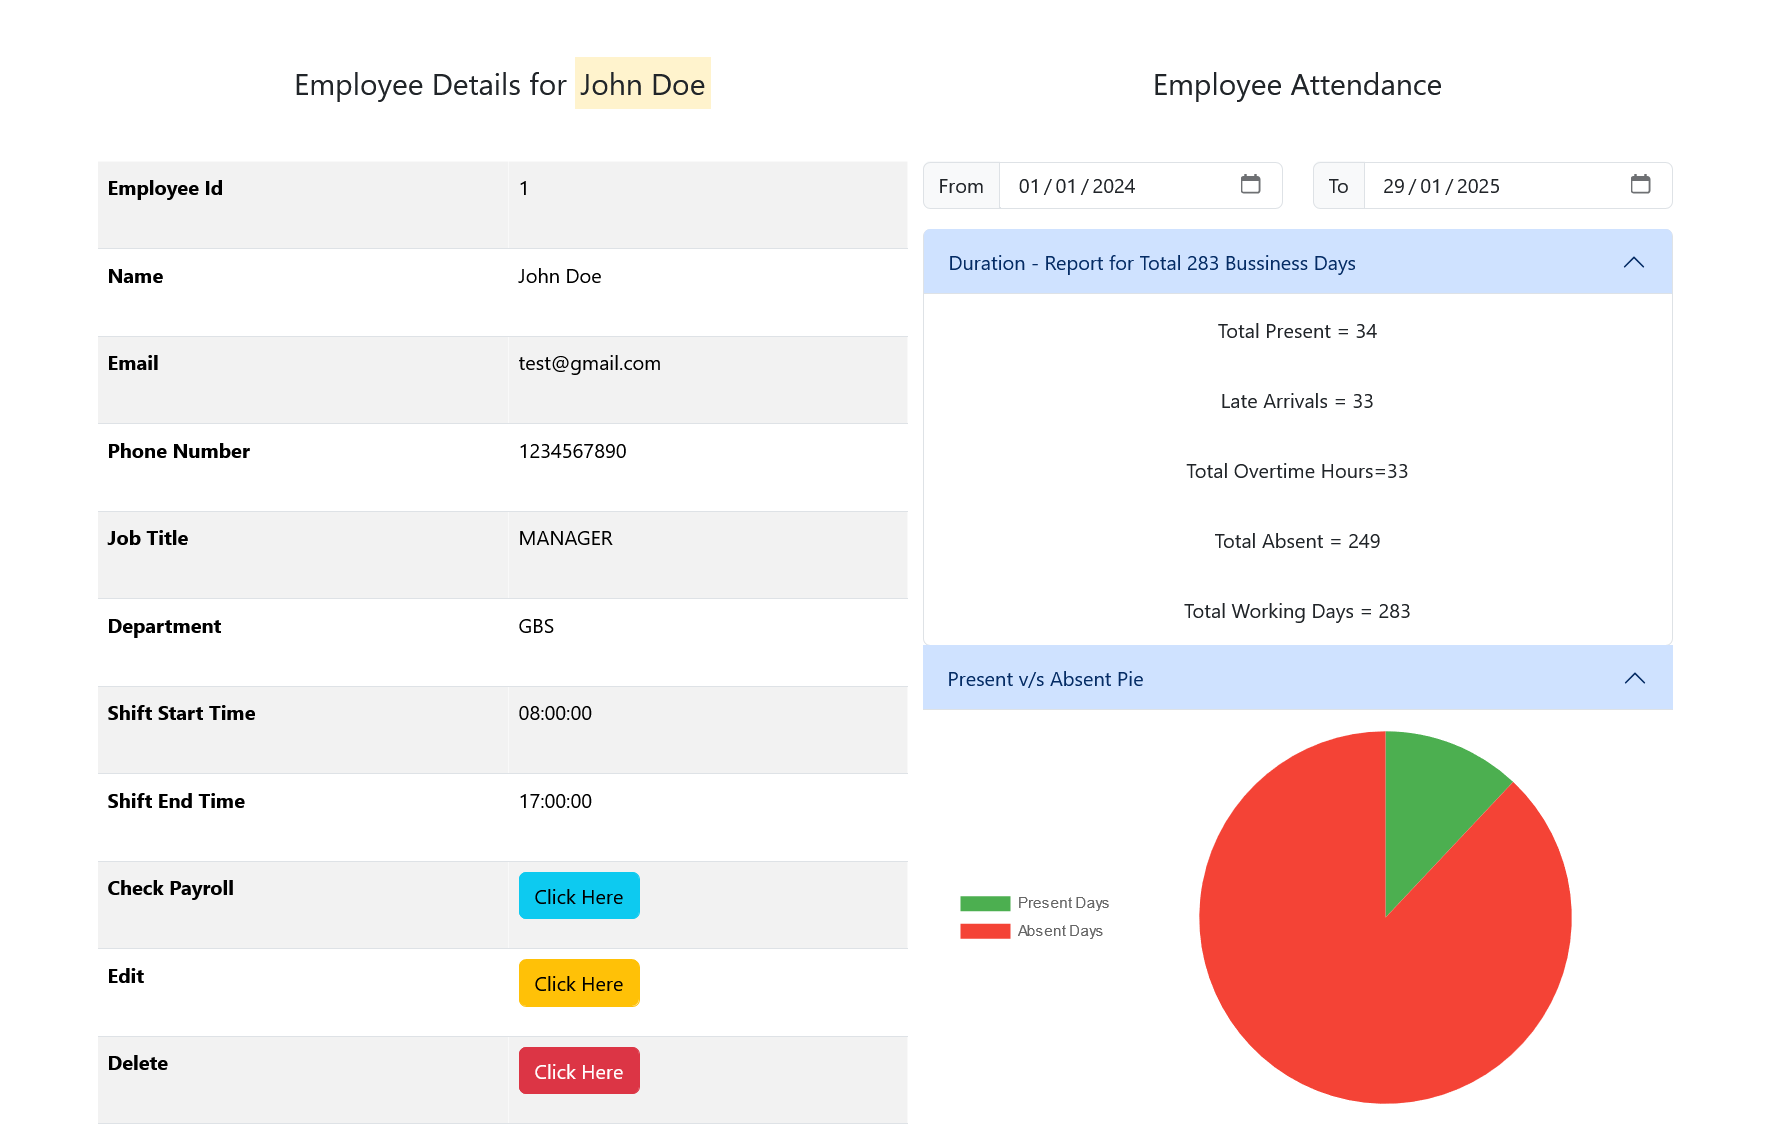 Employee Details for John Doe
Employee Id 1
Name John Doe
Email test@gmail.com
Phone Number 1234567890
Job Title MANAGER
Department GBS
Shift Start Time 08:00:00
Shift End Time 17:00:00
Check Payroll Click Here
Edit Click Here
Delete Click Here
Employee Attendance
From 01/01/2024 To 29/01/2025
Duration - Report for Total 283 Bussiness Days
Total Present = 34
Late Arrivals = 33
Total Overtime Hours=33
Total Absent = 249
Total Working Days = 283
Present v/s Absent Pie
Present Days
Absent Days